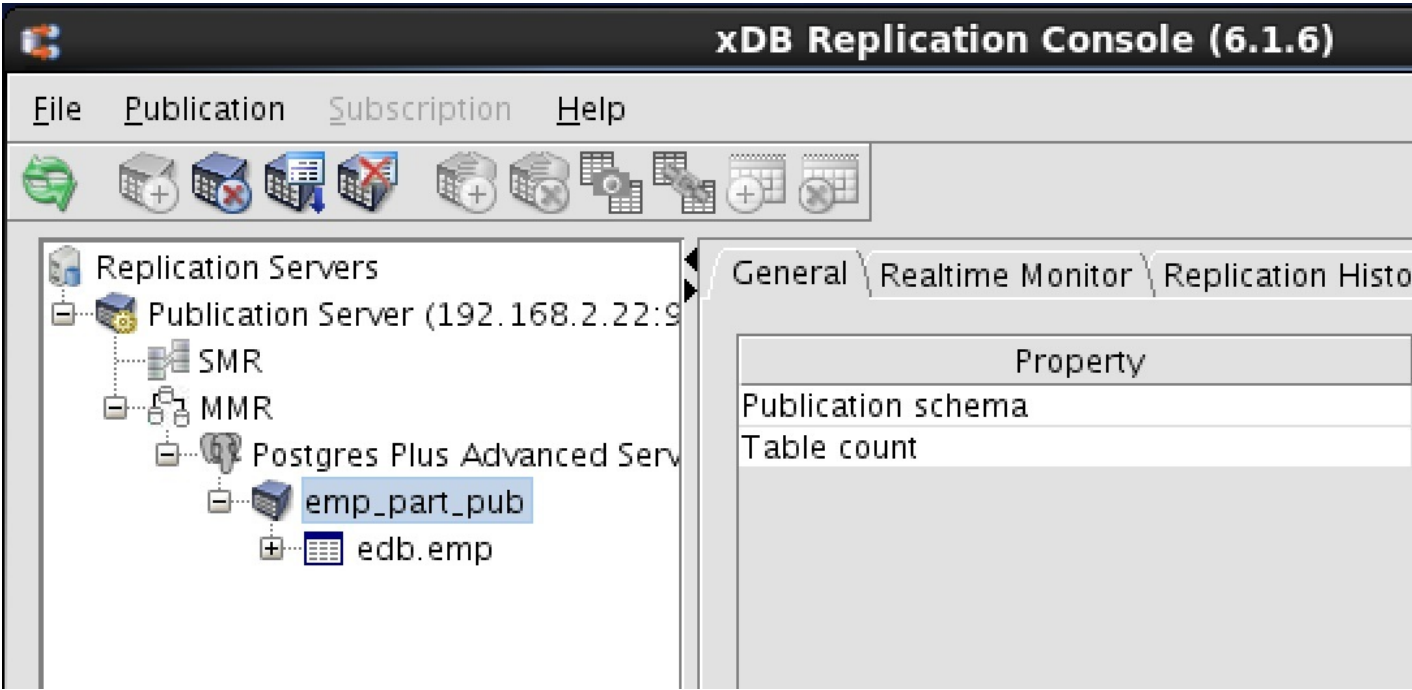 xDB Replication Console (6.1.6)
File Publication Subscription Help
Replication Servers
Publication Server (192.168.2.22:9
SMR
MMR
Postgres Plus Advanced Serv
emp_part_pub
edb.emp
General Realtime Monitor Replication Histo
Property
Publication schema
Table count